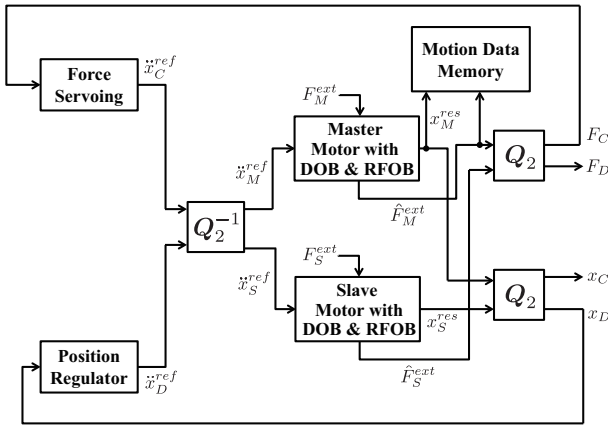 Force
Servoing
ẍ_C^{ref}
Motion Data
Memory
F_M^{ext}
x_M^{res}
Master
Motor with
DOB & RFOB
ẍ_M^{ref}
F̂_M^{ext}
Q_2
F_C
F_D
Q_2^{-1}
ẍ_S^{ref}
F_S^{ext}
Slave
Motor with
DOB & RFOB
x_S^{res}
F̂_S^{ext}
Q_2
x_C
x_D
Position
Regulator
ẍ_D^{ref}